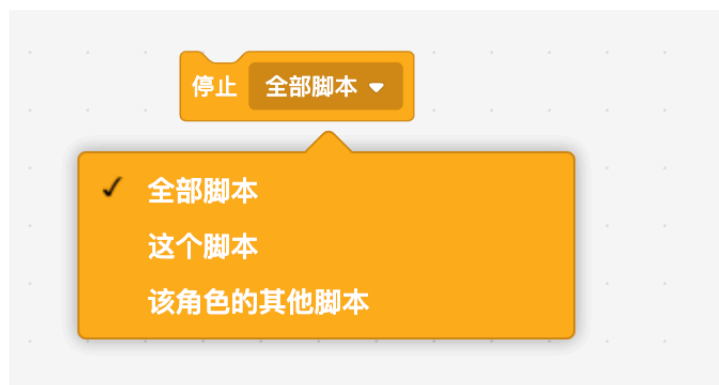 停止 全部脚本
全部脚本
这个脚本
该角色的其他脚本